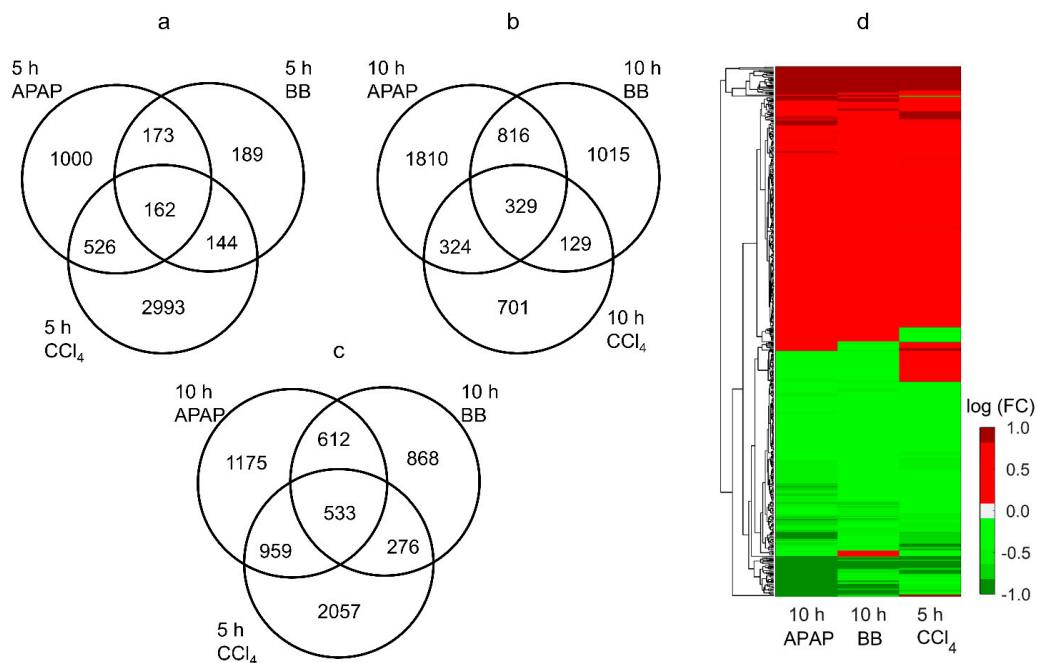 a
5 h
APAP
5 h
BB
173
1000
189
162
526
144
2993
5 h
CCl₄
b
10 h
APAP
10 h
BB
816
1810
1015
329
324
129
701
10 h
CCl₄
c
10 h
APAP
10 h
BB
612
1175
868
533
959
276
2057
5 h
CCl₄
d
log (FC)
1.0
0.5
0.0
-0.5
-1.0
10 h
APAP
10 h
BB
5 h
CCl₄